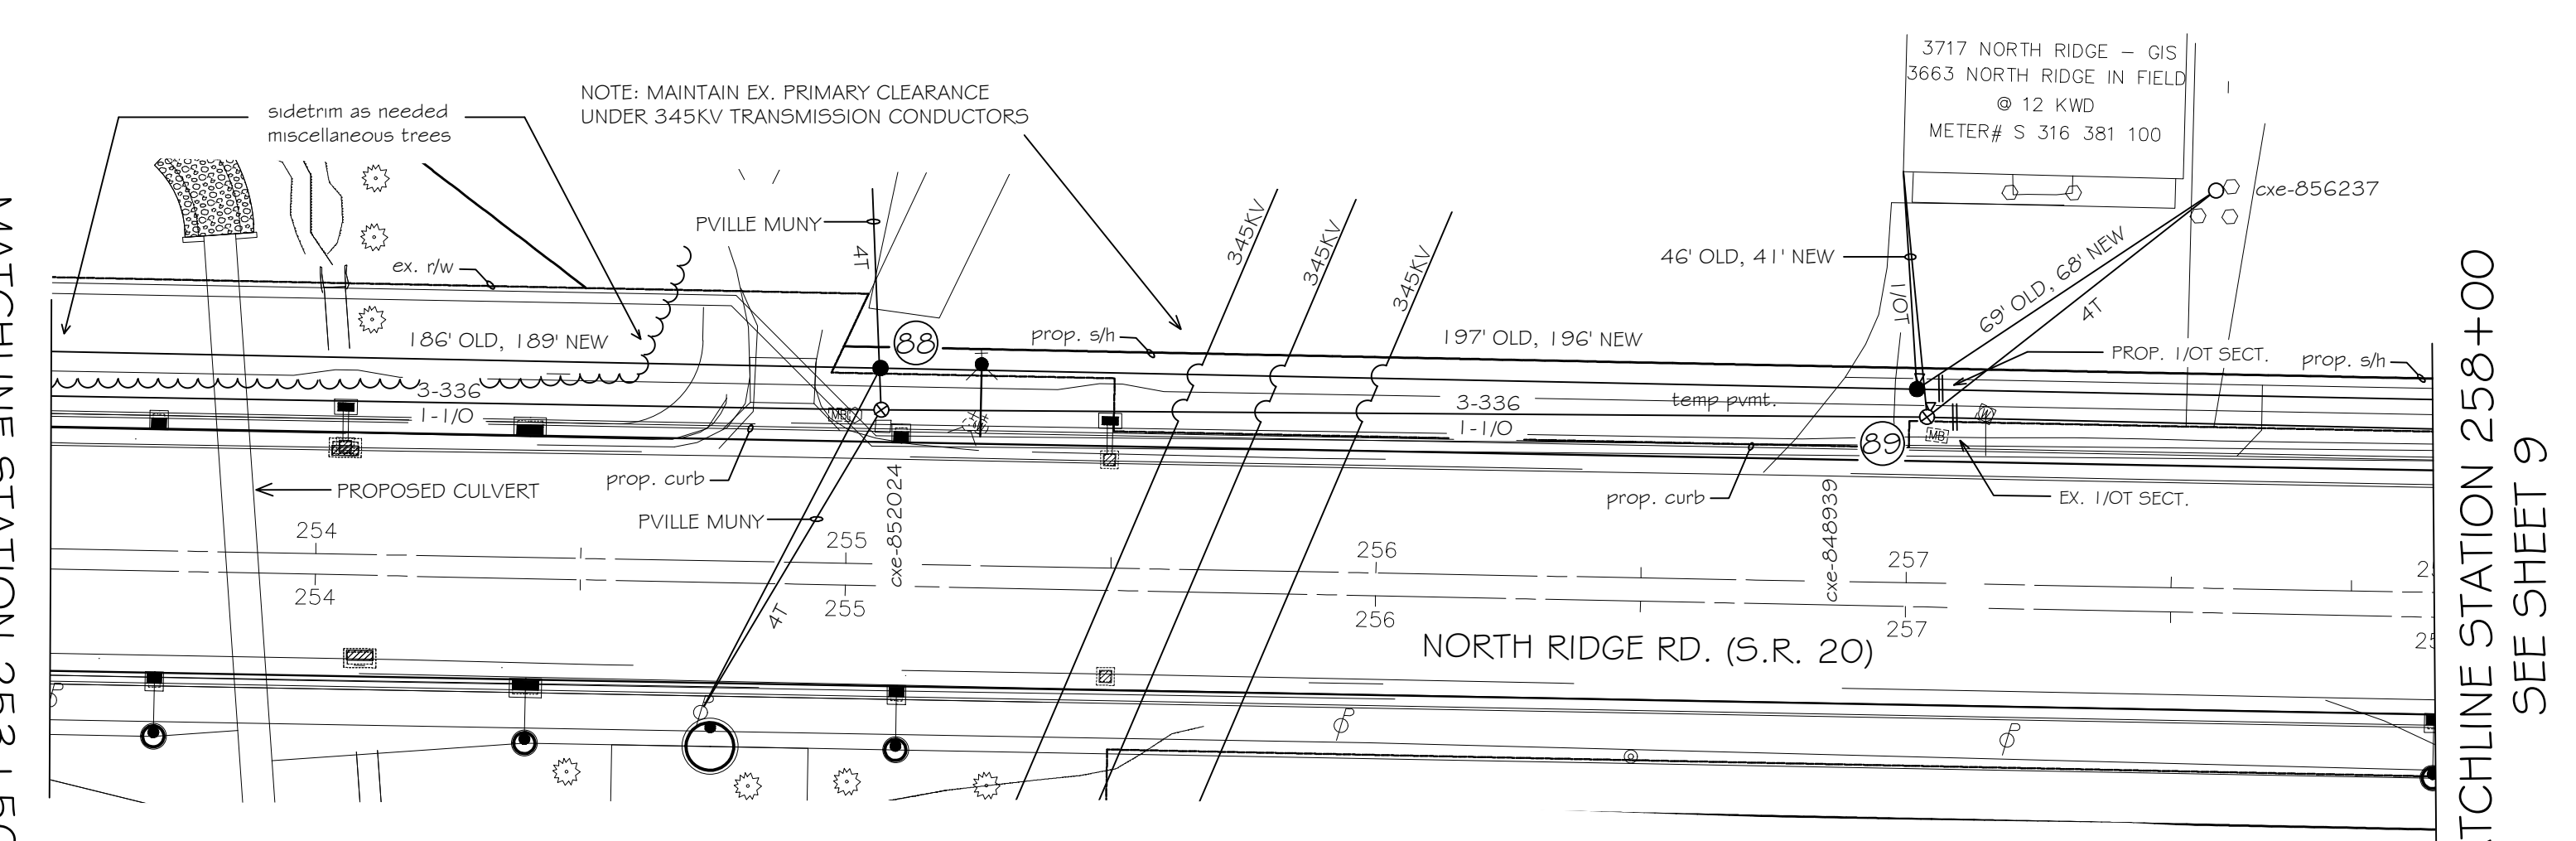 3717 NORTH RIDGE – GIS
3663 NORTH RIDGE IN FIELD
@ 12 KWD
METER# S 316 381 100
NOTE: MAINTAIN EX. PRIMARY CLEARANCE
UNDER 345KV TRANSMISSION CONDUCTORS
sidetrim as needed
miscellaneous trees
cxe-856237
PVILLE MUNY
4T
345KV
345KV
345KV
46' OLD, 41' NEW
69' OLD, 68' NEW
4T
1/OT
ex. r/w
186' OLD, 189' NEW
88
prop. s/h
197' OLD, 196' NEW
PROP. 1/OT SECT.
prop. s/h
3-336
1-1/O
MB
3-336
1-1/O
temp pvmt.
W
MB
89
prop. curb
PROPOSED CULVERT
cxe-852024
prop. curb
cxe-848939
EX. 1/OT SECT.
PVILLE MUNY
4T
254
255
256
257
254
255
256
257
NORTH RIDGE RD. (S.R. 20)
TCHLINE STATION 258+00
SEE SHEET 9